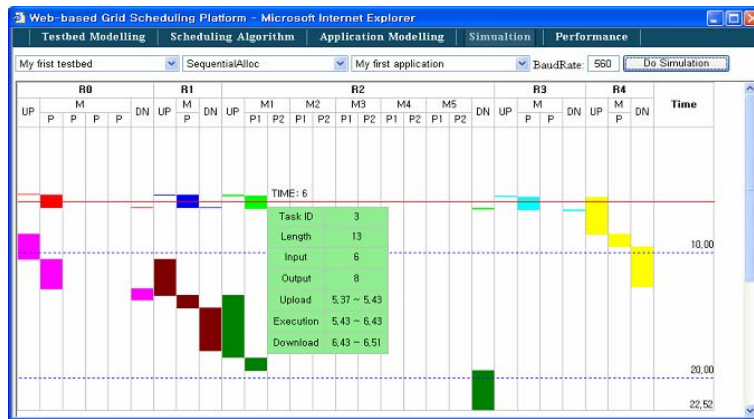 Web-based Grid Scheduling Platform - Microsoft Internet Explorer
Testbed Modelling Scheduling Algorithm Application Modelling Simualtion Performance
My frist testbed SequentialAlloc My first application BaudRate: 560 Do Simulation
R0 R1 R2 R3 R4
UP M DN UP M DN UP M1 M2 M3 M4 M5 DN UP M DN UP M DN Time
P P P P P P1 P2 P1 P2 P1 P2 P1 P2 P1 P2 P P P
TIME: 6
Task ID 3
Length 13
Input 6
10,00
Output 8
Upload 5,37 ~ 5,43
Execution 5,43 ~ 6,43
Download 6,43 ~ 6,51
20,00
22,52